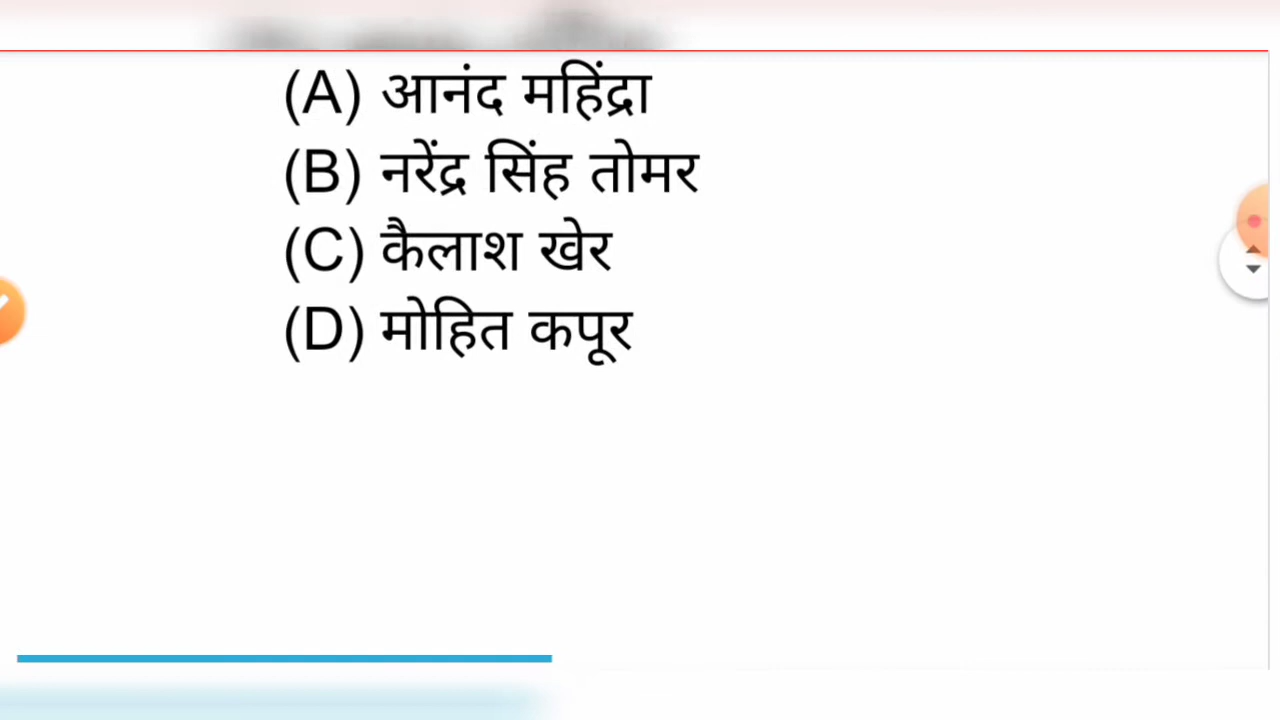 (A) आनंद महिंद्रा
(B) नरेंद्र सिंह तोमर
(C) कैलाश खेर
(D) मोहित कपूर